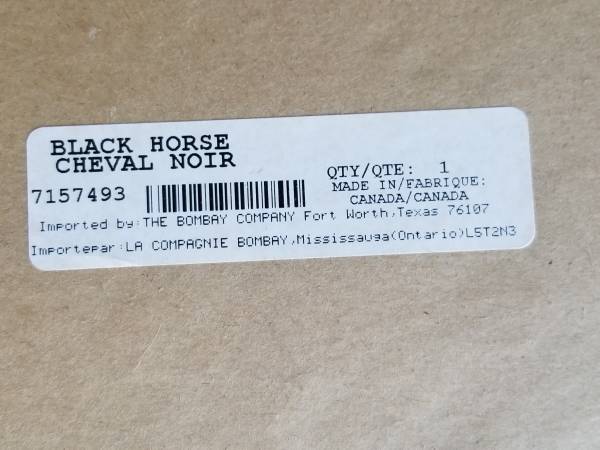 BLACK HORSE
CHEVAL NOIR
QTY/QTE: 1
7157493
MADE IN/FABRIQUE:
CANADA/CANADA
Imported by:THE BOMBAY COMPANY Fort Worth,Texas 76107
Importepar:LA COMPAGNIE BOMBAY,Mississauga(Ontario)L5T2N3